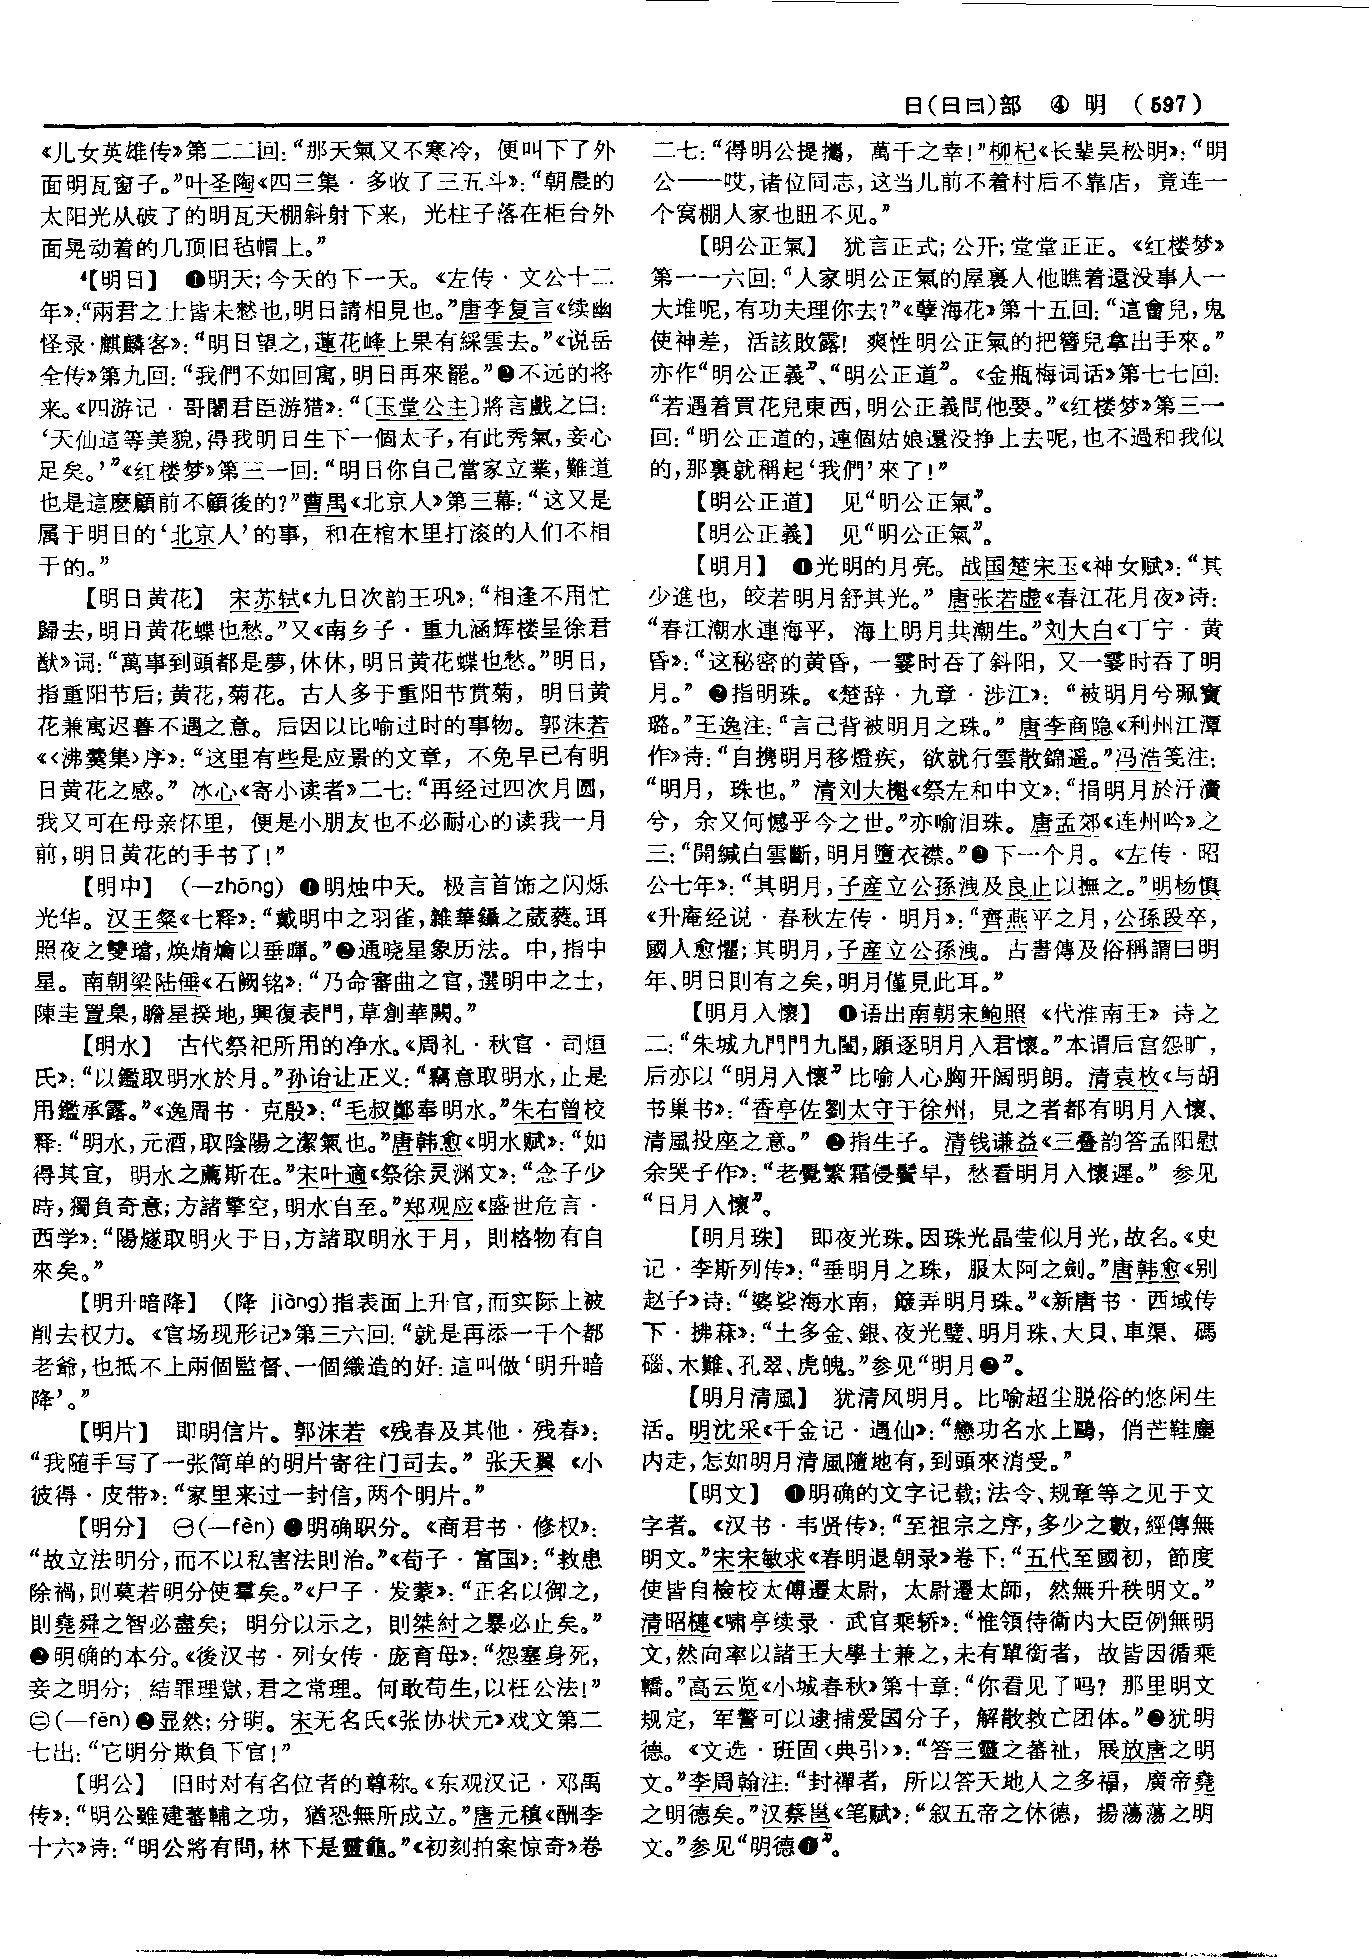 日(曰⺜)部 ④ 明 (597)
《儿女英雄传》第二二回：“那天氣又不寒冷，便叫下了外
面明瓦窗子。”叶圣陶《四三集·多收了三五斗》：“朝晨的
太阳光从破了的明瓦天棚斜射下来，光柱子落在柜台外
面晃动着的几顶旧毡帽上。”
【明日】 ❶明天；今天的下一天。《左传·文公十二
年》：“兩君之士皆未憖也，明日請相見也。”唐李复言《续幽
怪录·麒麟客》：“明日望之，蓮花峰上果有綵雲去。”《说岳
全传》第九回：“我們不如回寓，明日再來罷。”❷不远的将
来。《四游记·哥闍君臣游猎》：“〔玉堂公主〕將言戲之曰：
‘天仙這等美貌，得我明日生下一個太子，有此秀氣，妾心
足矣。’”《红楼梦》第三一回：“明日你自己當家立業，難道
也是這麽顧前不顧後的？”曹禺《北京人》第三幕：“这又是
属于明日的‘北京人’的事，和在棺木里打滚的人们不相
干的。”
【明日黄花】 宋苏轼《九日次韵王巩》：“相逢不用忙
歸去，明日黄花蝶也愁。”又《南乡子·重九涵辉楼呈徐君
猷》词：“萬事到頭都是夢，休休，明日黄花蝶也愁。”明日，
指重阳节后；黄花，菊花。古人多于重阳节赏菊，明日黄
花兼寓迟暮不遇之意。后因以比喻过时的事物。郭沫若
《〈沸羹集〉序》：“这里有些是应景的文章，不免早已有明
日黄花之感。”冰心《寄小读者》二七：“再经过四次月圆，
我又可在母亲怀里，便是小朋友也不必耐心的读我一月
前，明日黄花的手书了！”
【明中】 (—zhōng) ❶明烛中天。极言首饰之闪烁
光华。汉王粲《七释》：“戴明中之羽雀，雜華鑷之葳蕤。珥
照夜之雙璫，焕焴爚以垂暉。”❷通晓星象历法。中，指中
星。南朝梁陆倕《石阙铭》：“乃命審曲之官，選明中之士，
陳圭置臬，瞻星揆地，興復表門，草創華闕。”
【明水】 古代祭祀所用的净水。《周礼·秋官·司烜
氏》：“以鑑取明水於月。”孙诒让正义：“竊意取明水，止是
用鑑承露。”《逸周书·克殷》：“毛叔鄭奉明水。”朱右曾校
释：“明水，元酒，取陰陽之潔氣也。”唐韩愈《明水赋》：“如
得其宜，明水之薦斯在。”宋叶適《祭徐灵渊文》：“念子少
時，獨負奇意；方諸擎空，明水自至。”郑观应《盛世危言·
西学》：“陽燧取明火于日，方諸取明水于月，則格物有自
來矣。”
【明升暗降】 (降 jiàng)指表面上升官，而实际上被
削去权力。《官场现形记》第三六回：“就是再添一千个都
老爺，也抵不上兩個監督、一個織造的好：這叫做‘明升暗
降’。”
【明片】 即明信片。郭沫若《残春及其他·残春》：
“我随手写了一张简单的明片寄往门司去。”张天翼《小
彼得·皮带》：“家里来过一封信，两个明片。”
【明分】 ㊀(—fèn) ❶明确职分。《商君书·修权》：
“故立法明分，而不以私害法則治。”《荀子·富国》：“救患
除禍，則莫若明分使羣矣。”《尸子·发蒙》：“正名以御之，
則堯舜之智必盡矣；明分以示之，則桀紂之暴必止矣。”
❷明确的本分。《後汉书·列女传·庞育母》：“怨塞身死，
妾之明分；結罪理獄，君之常理。何敢苟生，以枉公法！”
㊁(—fēn)❷显然；分明。宋无名氏《张协状元》戏文第二
七出：“它明分欺負下官！”
【明公】 旧时对有名位者的尊称。《东观汉记·邓禹
传》：“明公雖建蕃輔之功，猶恐無所成立。”唐元稹《酬李
十六》诗：“明公將有問，林下是靈龜。”《初刻拍案惊奇》卷
二七：“得明公提攜，萬千之幸！”柳杞《长辈吴松明》：“明
公——哎，诸位同志，这当儿前不着村后不靠店，竟连一
个窝棚人家也瞅不见。”
【明公正氣】 犹言正式；公开；堂堂正正。《红楼梦》
第一一六回：“人家明公正氣的屋裏人他瞧着還没事人一
大堆呢，有功夫理你去？”《孽海花》第十五回：“這會兒，鬼
使神差，活該敗露！爽性明公正氣的把簪兒拿出手來。”
亦作“明公正義”、“明公正道”。《金瓶梅词话》第七七回：
“若遇着買花兒東西，明公正義問他要。”《红楼梦》第三一
回：“明公正道的，連個姑娘還没挣上去呢，也不過和我似
的，那裏就稱起‘我們’來了！”
【明公正道】 见“明公正氣”。
【明公正義】 见“明公正氣”。
【明月】 ❶光明的月亮。战国楚宋玉《神女赋》：“其
少進也，皎若明月舒其光。”唐张若虚《春江花月夜》诗：
“春江潮水連海平，海上明月共潮生。”刘大白《丁宁·黄
昏》：“这秘密的黄昏，一霎时吞了斜阳，又一霎时吞了明
月。”❷指明珠。《楚辞·九章·涉江》：“被明月兮珮寳
璐。”王逸注：“言己背被明月之珠。”唐李商隐《利州江潭
作》诗：“自携明月移燈疾，欲就行雲散錦遥。”冯浩笺注：
“明月，珠也。”清刘大櫆《祭左和中文》：“捐明月於汙瀆
兮，余又何憾乎今之世。”亦喻泪珠。唐孟郊《连州吟》之
三：“開緘白雲斷，明月墮衣襟。”❸下一个月。《左传·昭
公七年》：“其明月，子産立公孫洩及良止以撫之。”明杨慎
《升庵经说·春秋左传·明月》：“齊燕平之月，公孫段卒，
國人愈懼；其明月，子產立公孫洩。古書傳及俗稱謂曰明
年、明日則有之矣，明月僅見此耳。”
【明月入懷】 ❶语出南朝宋鲍照《代淮南王》诗之
二：“朱城九門門九閨，願逐明月入君懷。”本谓后宫怨旷，
后亦以“明月入懷”比喻人心胸开阔明朗。清袁枚《与胡
书巢书》：“香亭佐劉太守于徐州，見之者都有明月入懷、
清風投座之意。”❷指生子。清钱谦益《三叠韵答孟阳慰
余哭子作》：“老覺繁霜侵鬢早，愁看明月入懷遲。”参见
“日月入懷”。
【明月珠】 即夜光珠。因珠光晶莹似月光，故名。《史
记·李斯列传》：“垂明月之珠，服太阿之劍。”唐韩愈《别
赵子》诗：“婆娑海水南，簸弄明月珠。”《新唐书·西域传
下·拂菻》：“土多金、銀、夜光璧、明月珠、大貝、車渠、碼
碯、木難、孔翠、虎魄。”参见“明月❷”。
【明月清風】 犹清风明月。比喻超尘脱俗的悠闲生
活。明沈采《千金记·遇仙》：“戀功名水上鷗，俏芒鞋塵
内走，怎如明月清風隨地有，到頭來消受。”
【明文】 ❶明确的文字记载；法令、规章等之见于文
字者。《汉书·韦贤传》：“至祖宗之序，多少之數，經傳無
明文。”宋宋敏求《春明退朝录》卷下：“五代至國初，節度
使皆自檢校太傅遷太尉，太尉遷太師，然無升秩明文。”
清昭槤《啸亭续录·武官乘轿》：“惟領侍衛内大臣例無明
文，然向率以諸王大學士兼之，未有單銜者，故皆因循乘
轎。”高云览《小城春秋》第十章：“你看见了吗？那里明文
规定，军警可以逮捕爱国分子，解散救亡团体。”❷犹明
德。《文选·班固〈典引〉》：“答三靈之蕃祉，展放唐之明
文。”李周翰注：“封禪者，所以答天地人之多福，廣帝堯
之明德矣。”汉蔡邕《笔赋》：“叙五帝之休德，揚蕩蕩之明
文。”参见“明德❶”。